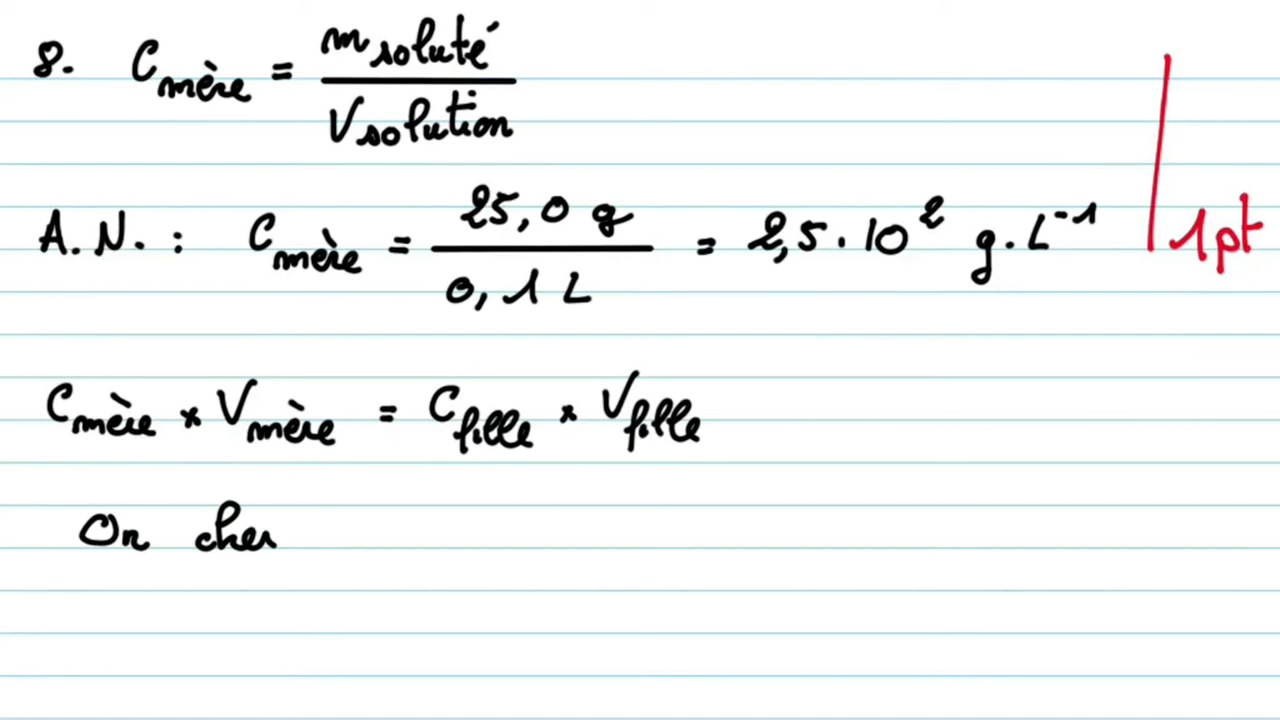 8. C mère = m soluté / V solution
A.N. : C mère = 25,0 g / 0,1 L = 2,5 · 10² g · L⁻¹ 1pt
C mère × V mère = C fille × V fille
On cher